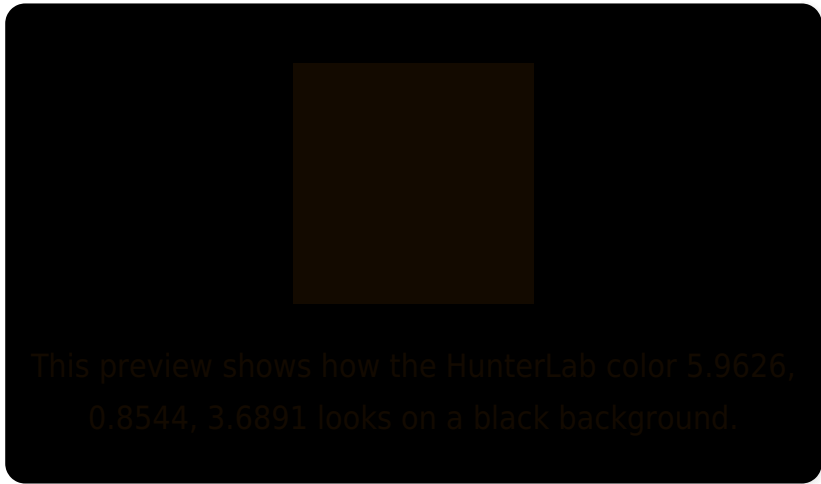 This preview shows how the HunterLab color 5.9626,
0.8544, 3.6891 looks on a black background.